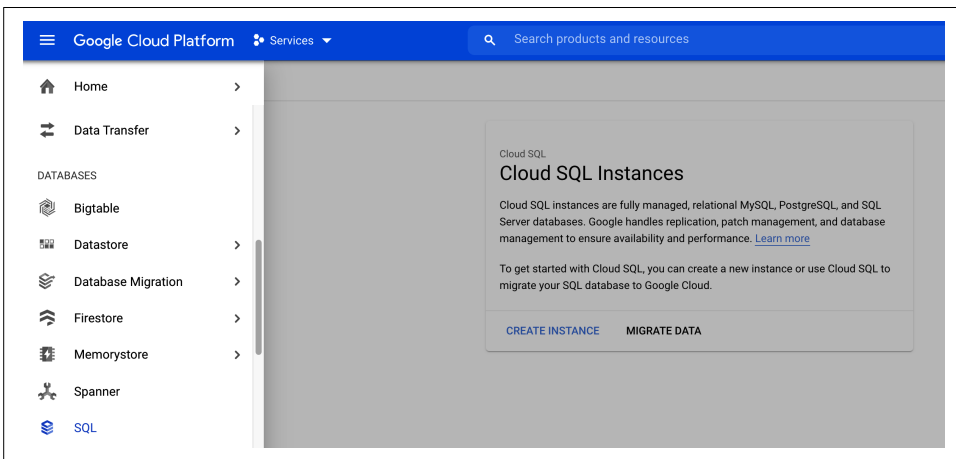 Google Cloud Platform
Services
Search products and resources
Home
Data Transfer
DATABASES
Bigtable
Datastore
Database Migration
Firestore
Memorystore
Spanner
SQL
Cloud SQL
Cloud SQL Instances
Cloud SQL instances are fully managed, relational MySQL, PostgreSQL, and SQL
Server databases. Google handles replication, patch management, and database
management to ensure availability and performance. Learn more
To get started with Cloud SQL, you can create a new instance or use Cloud SQL to
migrate your SQL database to Google Cloud.
CREATE INSTANCE MIGRATE DATA